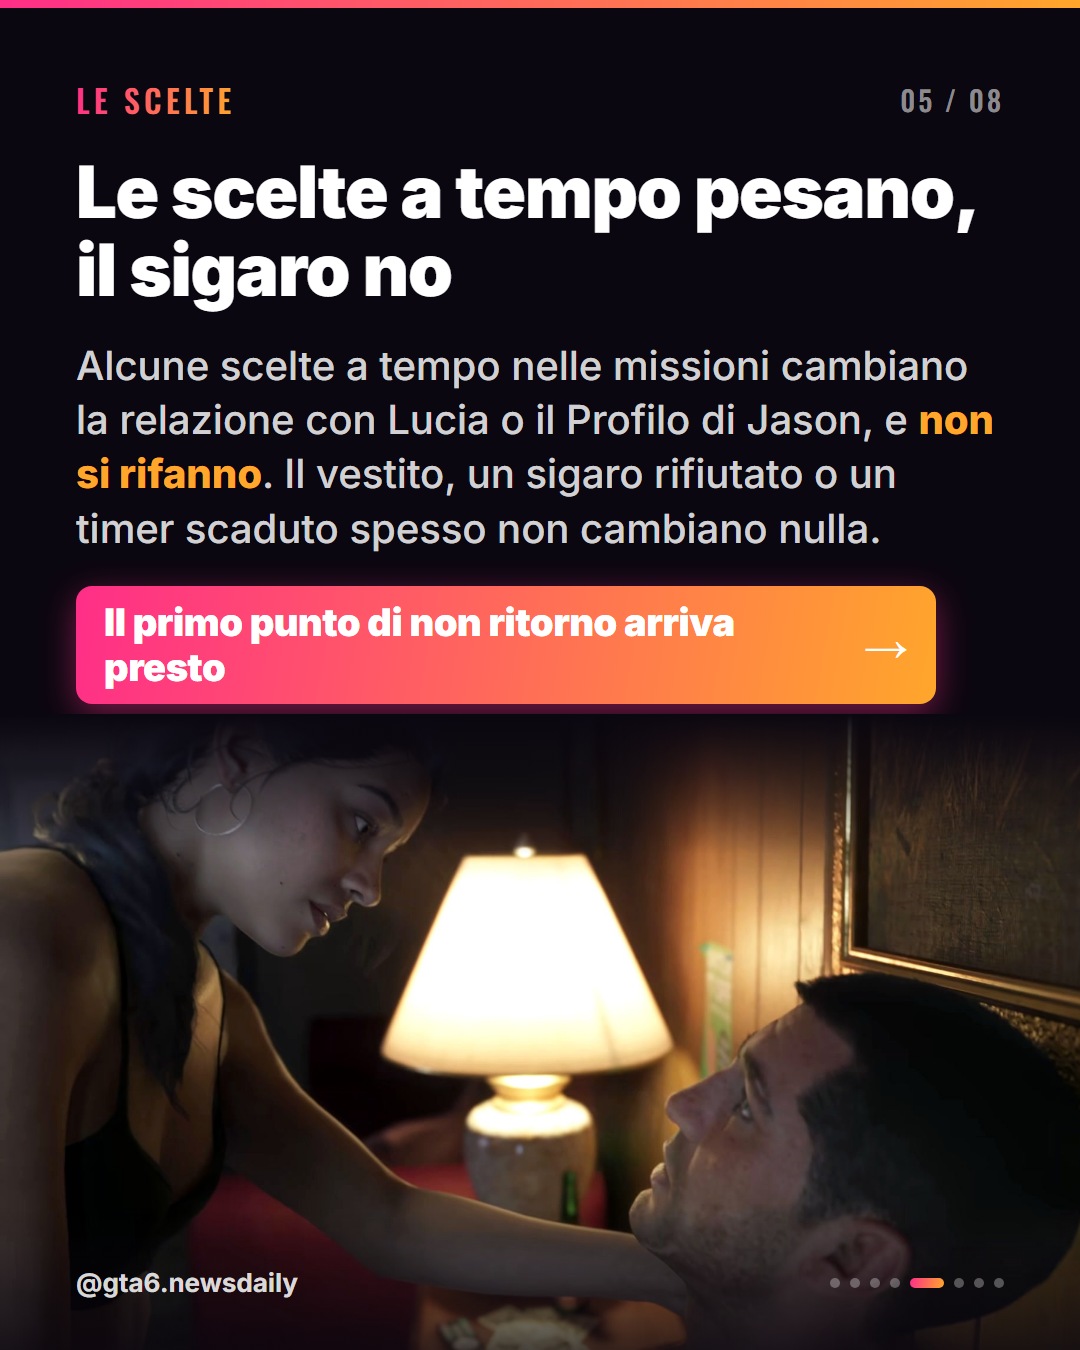 LE SCELTE
05 / 08
Le scelte a tempo pesano,
il sigaro no
Alcune scelte a tempo nelle missioni cambiano
la relazione con Lucia o il Profilo di Jason, e non
si rifanno. Il vestito, un sigaro rifiutato o un
timer scaduto spesso non cambiano nulla.
Il primo punto di non ritorno arriva
presto
→
@gta6.newsdaily